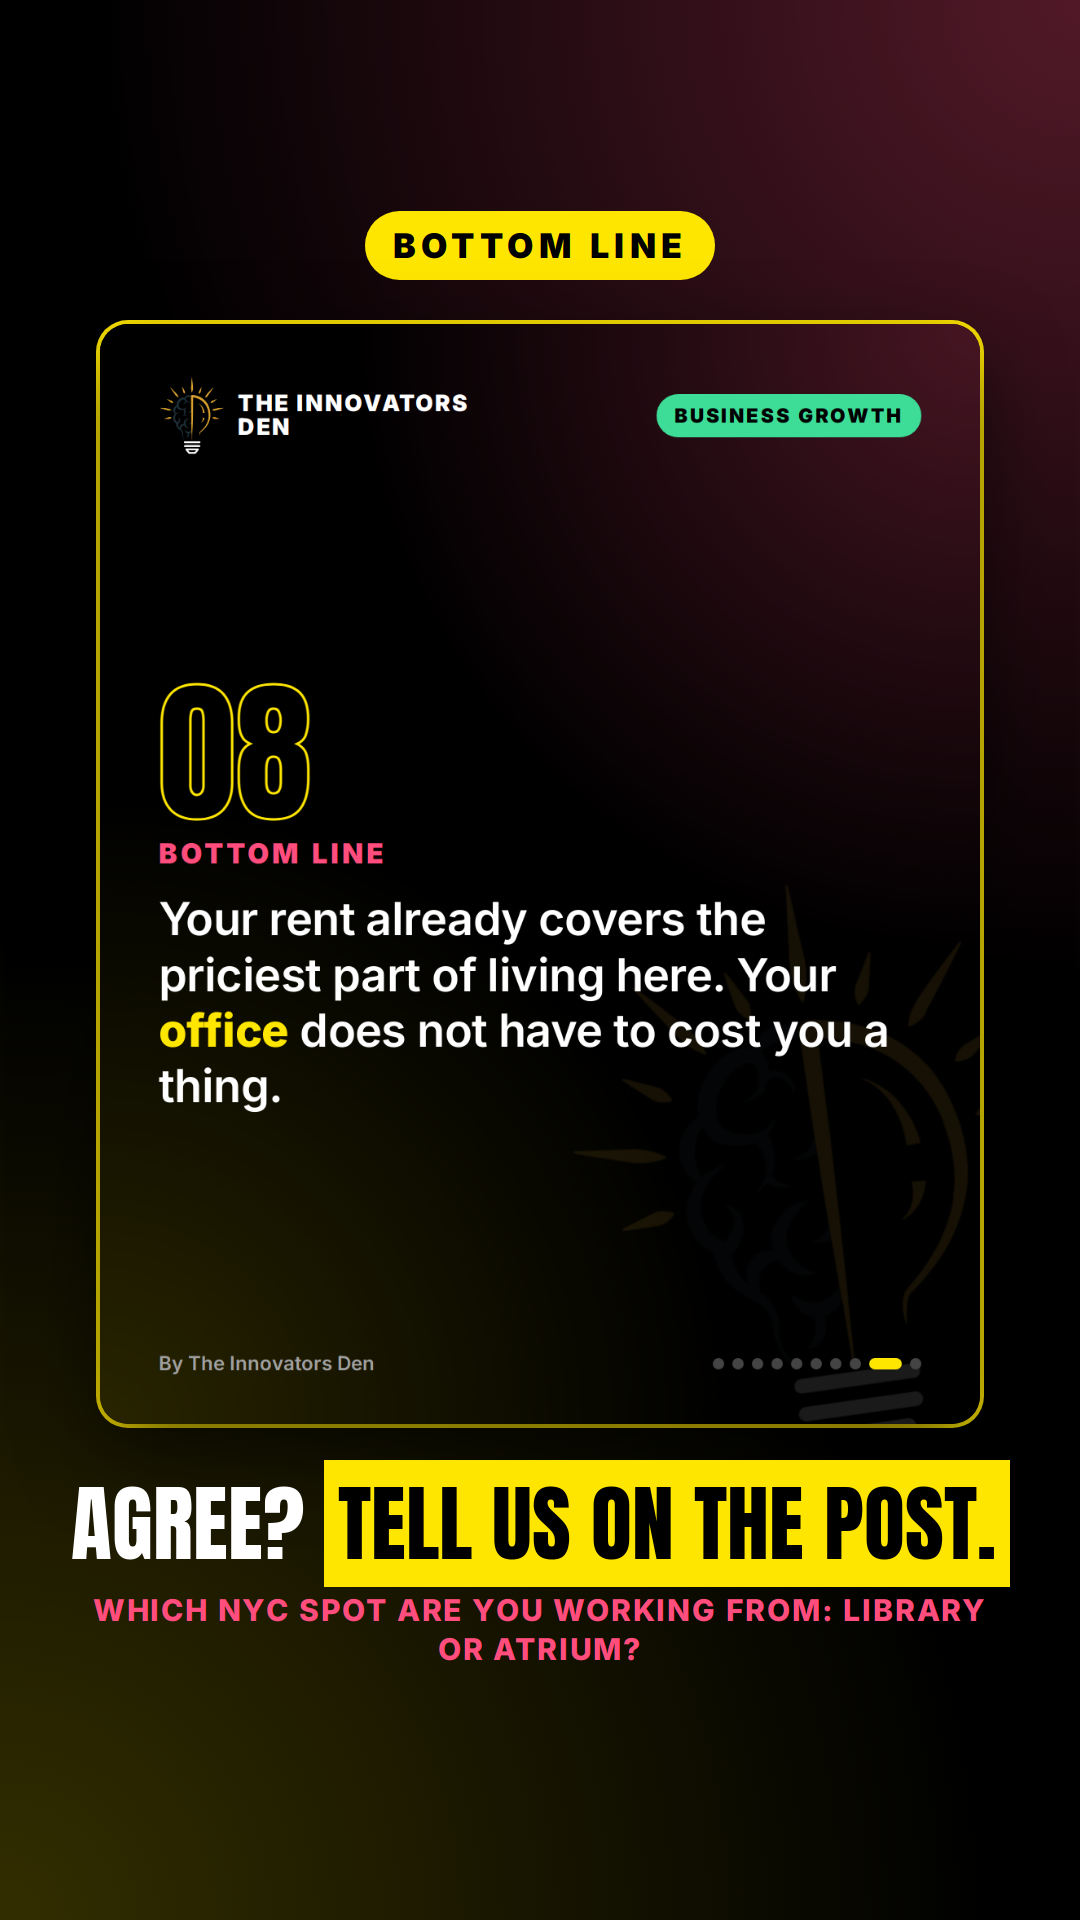 BOTTOM LINE
THE INNOVATORS
DEN
BUSINESS GROWTH
08
BOTTOM LINE
Your rent already covers the
priciest part of living here. Your
office does not have to cost you a
thing.
By The Innovators Den
AGREE? TELL US ON THE POST.
WHICH NYC SPOT ARE YOU WORKING FROM: LIBRARY
OR ATRIUM?